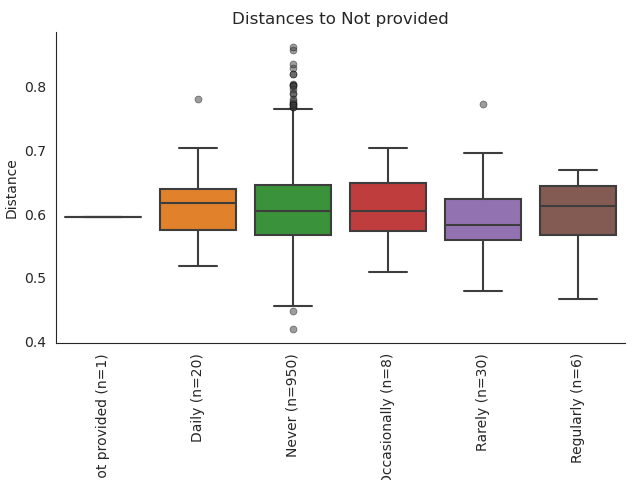 Distances to Not provided
Distance
0.8
0.7
0.6
0.5
0.4
ot provided (n=1)
Daily (n=20)
Never (n=950)
Occasionally (n=8)
Rarely (n=30)
Regularly (n=6)